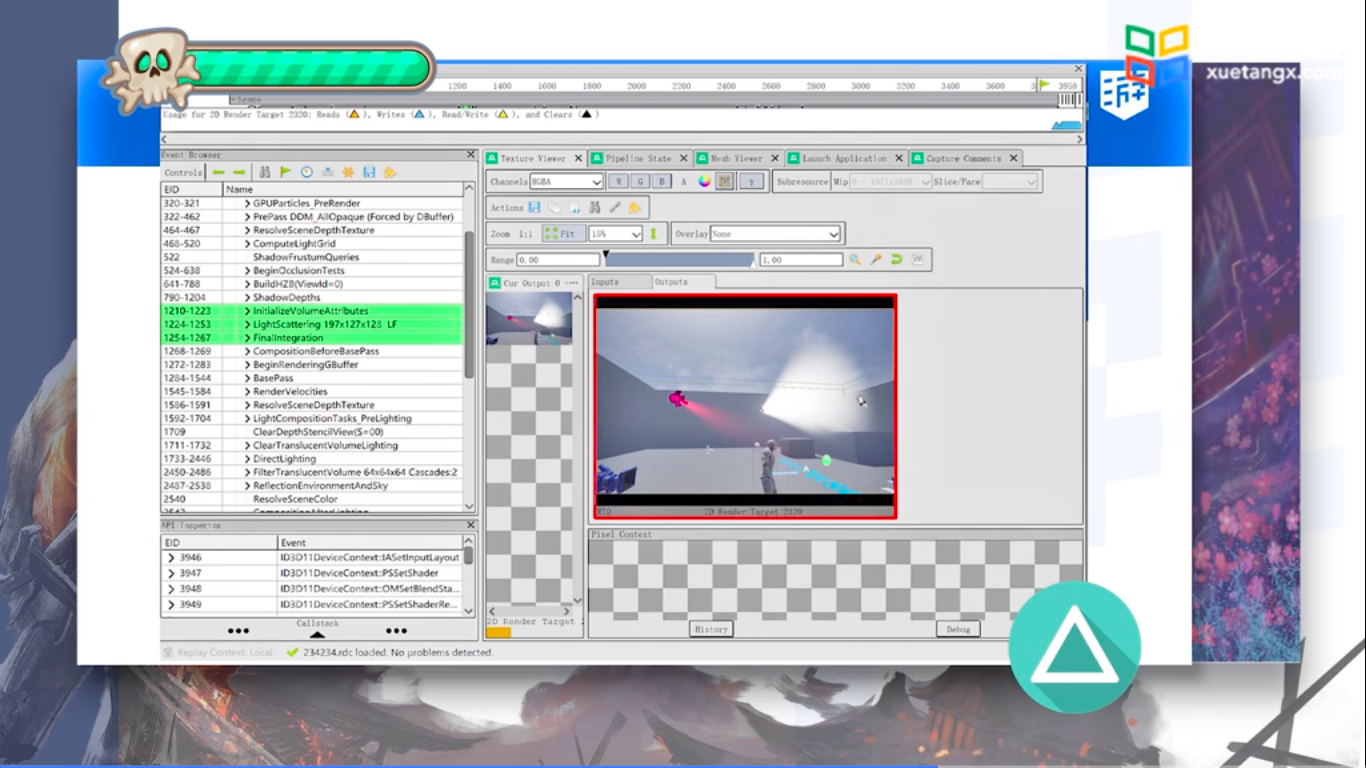 xuetangx.com
1200 1400 1600 1800 2000 2200 2400 2600 2800 3000 3200 3400 3600 3958
Scene
Usage for 2D Render Target 2320: Reads ( ), Writes ( ), Read/Write ( ), and Clears ( )
Event Browser
Controls
EID Name
320-321 GPUParticles_PreRender
322-462 PrePass DDM_AllOpaque (Forced by DBuffer)
464-467 ResolveSceneDepthTexture
468-520 ComputeLightGrid
522 ShadowFrustumQueries
524-638 BeginOcclusionTests
641-788 BuildHZB(ViewId=0)
790-1204 ShadowDepths
1210-1223 InitializeVolumeAttributes
1224-1253 LightScattering 197x127x128 LF
1254-1267 FinalIntegration
1268-1269 CompositionBeforeBasePass
1272-1283 BeginRenderingGBuffer
1284-1544 BasePass
1545-1584 RenderVelocities
1586-1591 ResolveSceneDepthTexture
1592-1704 LightCompositionTasks_PreLighting
1709 ClearDepthStencilView(S=00)
1711-1732 ClearTranslucentVolumeLighting
1733-2446 DirectLighting
2450-2486 FilterTranslucentVolume 64x64x64 Cascades:2
2487-2538 ReflectionEnvironmentAndSky
2540 ResolveSceneColor
API Inspector
EID Event
3946 ID3D11DeviceContext::IASetInputLayout
3947 ID3D11DeviceContext::PSSetShader
3948 ID3D11DeviceContext::OMSetBlendSta...
3949 ID3D11DeviceContext::PSSetShaderRe...
Callstack
Replay Context: Local 234234.rdc loaded. No problems detected.
Texture Viewer Pipeline State Mesh Viewer Launch Application Capture Comments
Channels RGBA R G B A γ Subresource Mip 0 - 1571x1010 Slice/Face
Actions
Zoom 1:1 Fit 18% Overlay None
Range 0.00 1.00
Cur Output 0
Inputs Outputs
2D Render Target 2320
2D Render Target
Pixel Context
History Debug